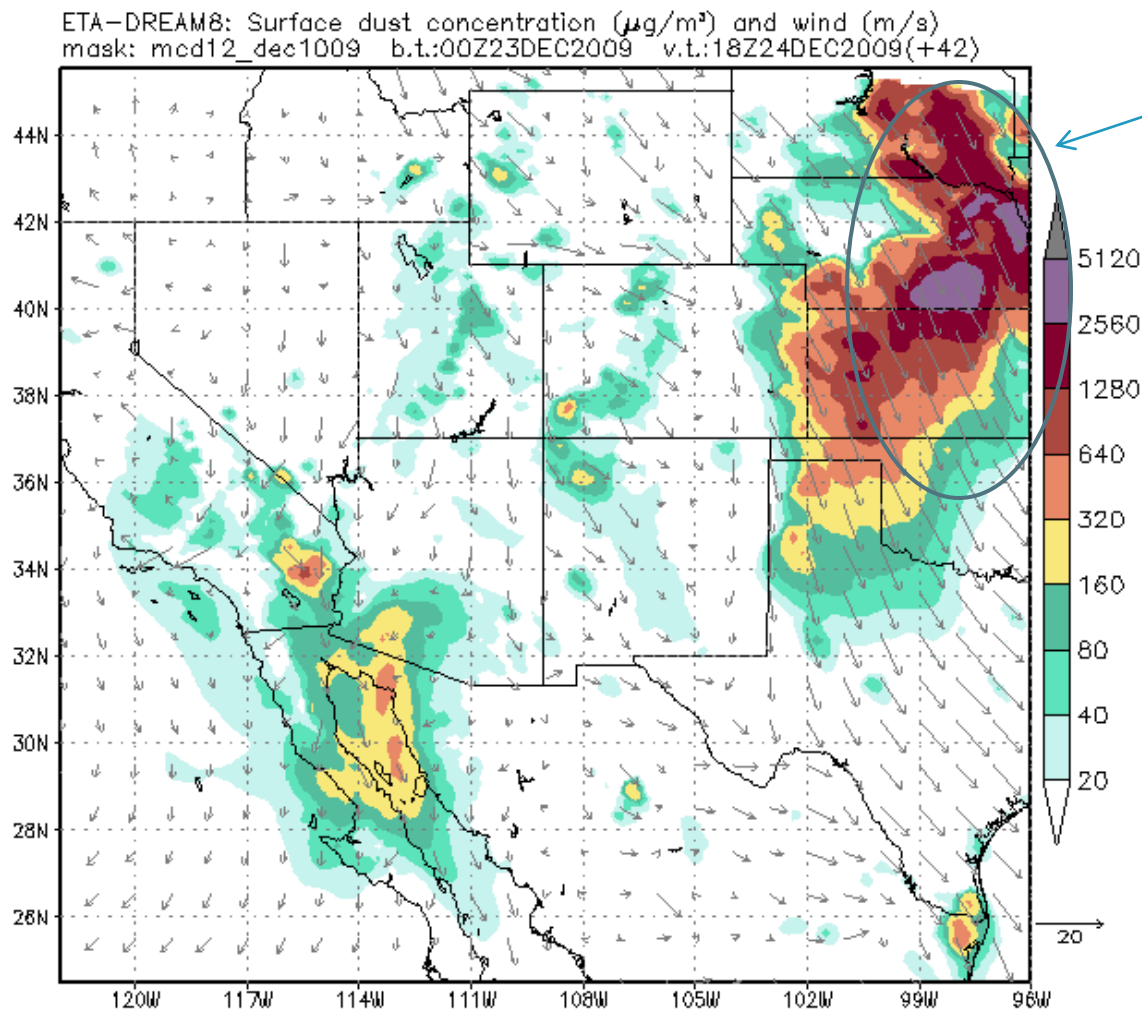 ETA-DREAM8: Surface dust concentration (μg/m³) and wind (m/s)
mask: mcd12_dec1009 b.t.:00Z23DEC2009 v.t.:18Z24DEC2009(+42)
44N
42N
40N
38N
36N
34N
32N
30N
28N
26N
120W 117W 114W 111W 108W 105W 102W 99W 96W
5120
2560
1280
640
320
160
80
40
20
20